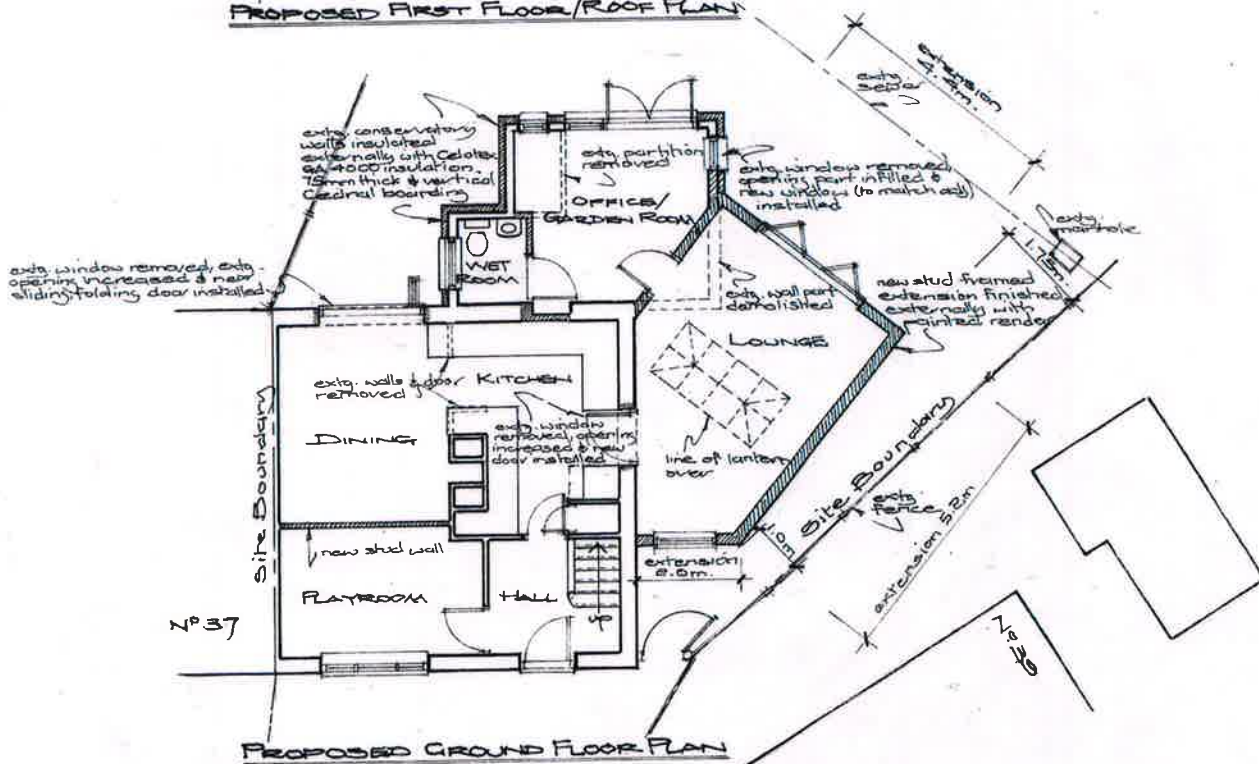 PROPOSED FIRST FLOOR/ROOF PLAN
extension
4.4m.
extg.
sewer
extg. conservatory
walls insulated
externally with Celotex
GA4000 insulation,
75mm thick & vertical
Cedral boarding
extg. partition
removed
extg. window removed,
opening part infilled &
new window (to match adj)
installed
OFFICE/
GARDEN ROOM
extg.
manhole
1.75m
WET
ROOM
extg. window removed, extg.
opening increased & new
sliding/folding door installed
extg. wall part
demolished
new stud framed
extension finished
externally with
painted render
LOUNGE
extg. walls & door
removed
KITCHEN
DINING
extg. window
removed, opening
increased & new
door installed
line of lantern
over
Site Boundary
Site Boundary
extg.
fence
extension 5.2m
1.0m
new stud wall
extension
2.0m.
PLAYROOM
HALL
UP
Nº 37
PROPOSED GROUND FLOOR PLAN